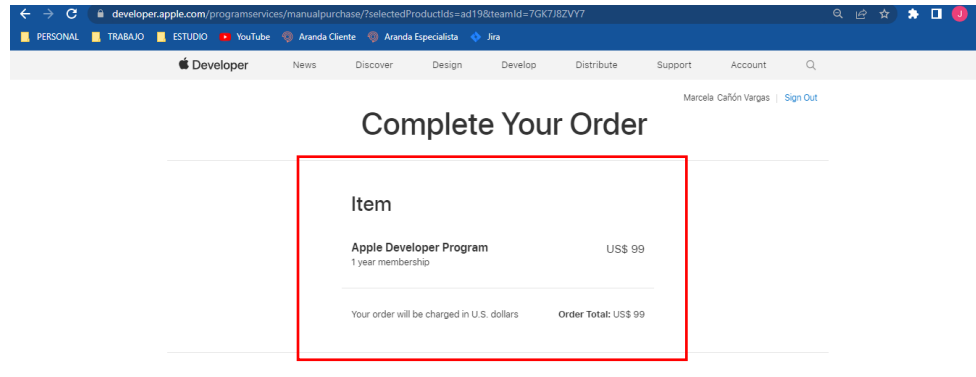 developer.apple.com/programservices/manualpurchase/?selectedProductIds=ad19&teamId=7GK7J8ZVY7
PERSONAL TRABAJO ESTUDIO YouTube Aranda Cliente Aranda Especialista Jira
Developer News Discover Design Develop Distribute Support Account
Marcela Cañón Vargas | Sign Out
Complete Your Order
Item
Apple Developer Program US$ 99
1 year membership
Your order will be charged in U.S. dollars Order Total: US$ 99
J